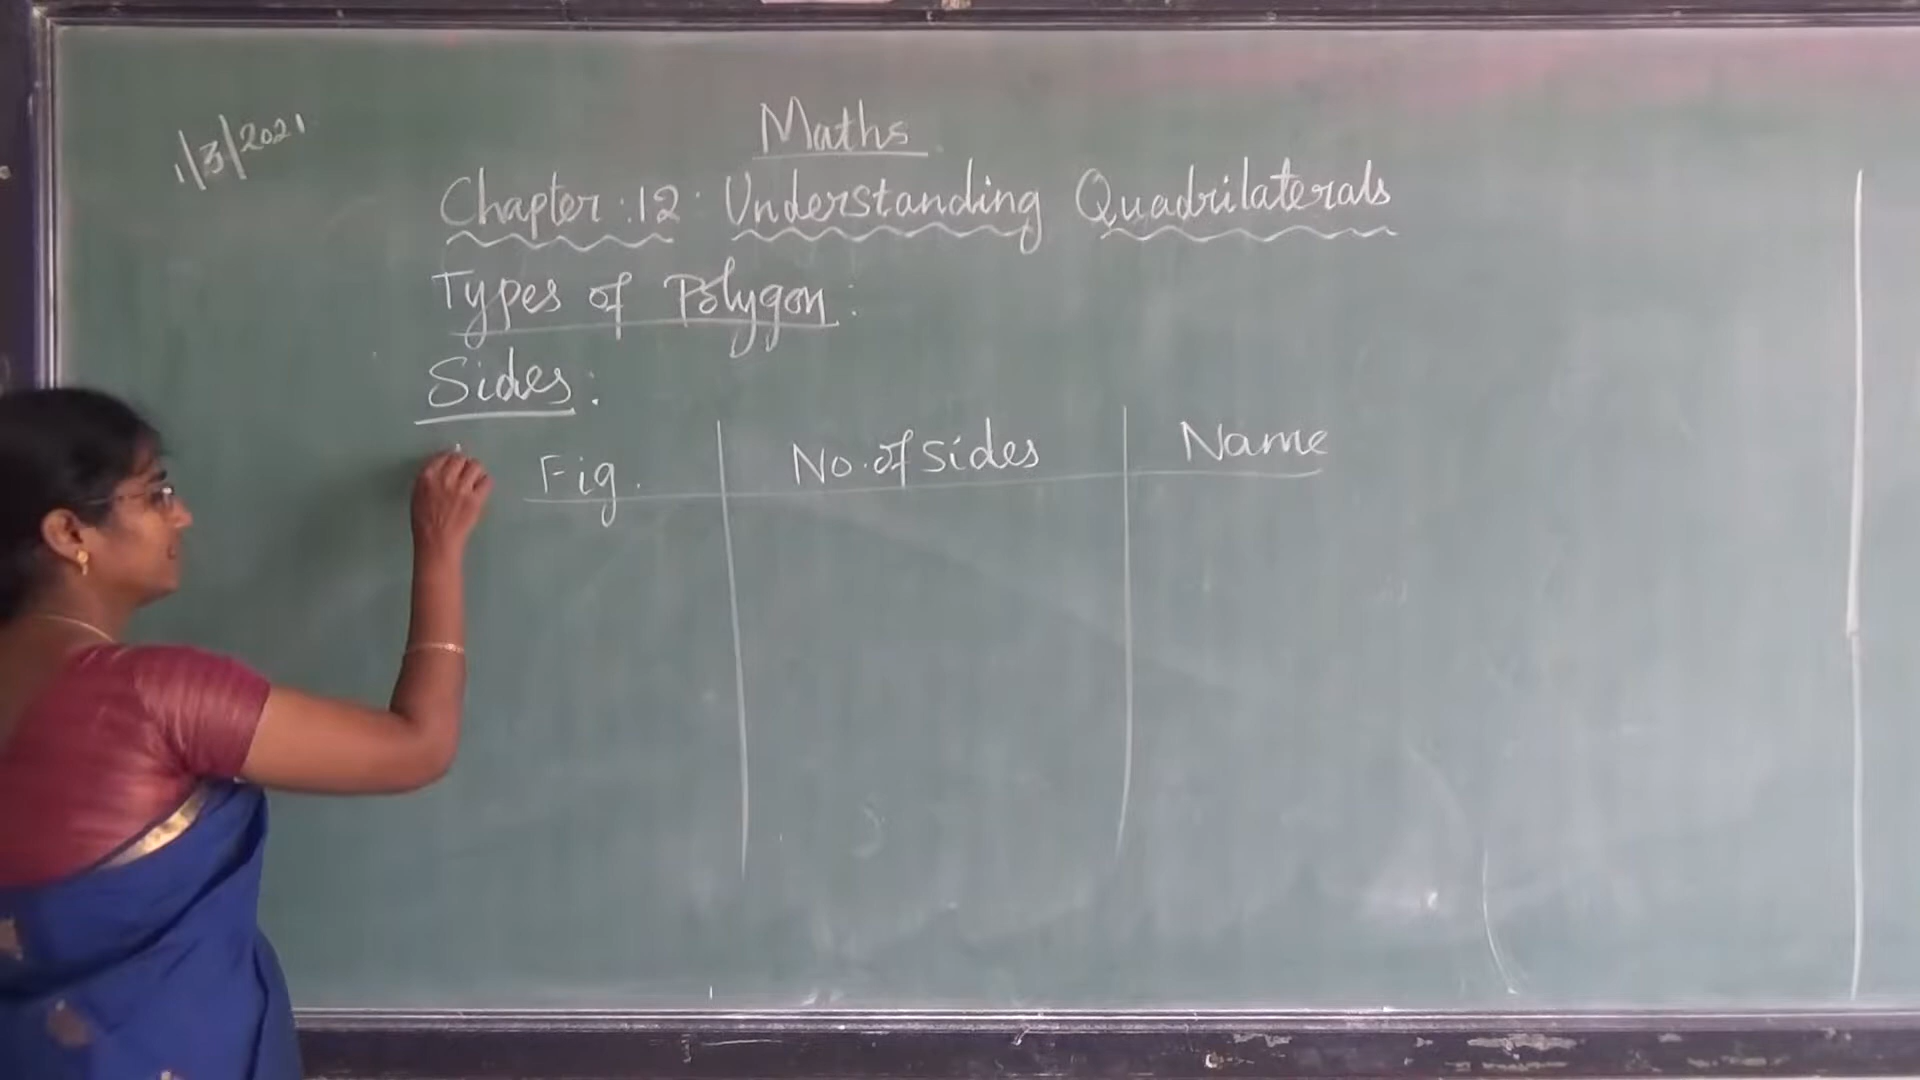 1/3/2021
Maths
Chapter:12: Understanding Quadrilaterals
Types of Polygon:
Sides:
Fig. No.of sides Name